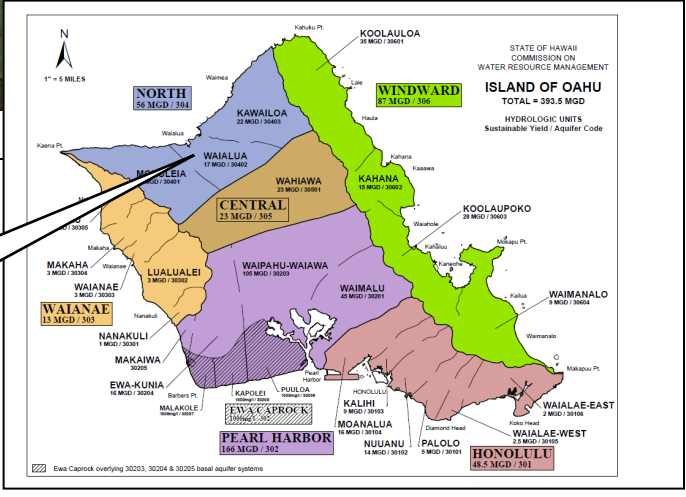 Kahuku Pt.
KOOLAULOA
35 MGD / 30601
N
1" = 5 MILES
STATE OF HAWAII
COMMISSION ON
WATER RESOURCE MANAGEMENT
ISLAND OF OAHU
TOTAL = 393.5 MGD
HYDROLOGIC UNITS
Sustainable Yield / Aquifer Code
Waimea
Laie
NORTH
56 MGD / 304
WINDWARD
87 MGD / 306
KAWAILOA
22 MGD / 30403
Haula
Waialua
Kaena Pt.
WAIALUA
17 MGD / 30402
Kahana
Kaaawa
30401
WAHIAWA
23 MGD / 30501
KAHANA
15 MGD / 30602
CENTRAL
23 MGD / 305
KOOLAUPOKO
28 MGD / 30603
30305
Waiahole
Mokapu Pt.
Kahaluu
Kaneohe
Makaha
MAKAHA
3 MGD / 30304
Waianae
WAIANAE
3 MGD / 30303
LUALUALEI
3 MGD / 30302
WAIPAHU-WAIAWA
105 MGD / 30203
WAIMALU
45 MGD / 30201
Kailua
WAIMANALO
9 MGD / 30604
WAIANAE
13 MGD / 303
Nanakuli
NANAKULI
1 MGD / 30301
Waimanalo
MAKAIWA
30205
EWA-KUNIA
16 MGD / 30204
Barbers Pt.
MALAKOLE
1000mg/l / 30207
KAPOLEI
1000mg/l / 30208
PUULOA
1000mg/l / 30209
Pearl
Harbor
HONOLULU
Makapuu Pt.
EWA CAPROCK
1000mg/l / 302
KALIHI
9 MGD / 30103
MOANALUA
16 MGD / 30104
NUUANU
14 MGD / 30102
PALOLO
5 MGD / 30101
Diamond Head
Koko Head
WAIALAE-EAST
2 MGD / 30106
WAIALAE-WEST
2.5 MGD / 30105
PEARL HARBOR
166 MGD / 302
HONOLULU
48.5 MGD / 301
Ewa Caprock overlying 30203, 30204 & 30205 basal aquifer systems